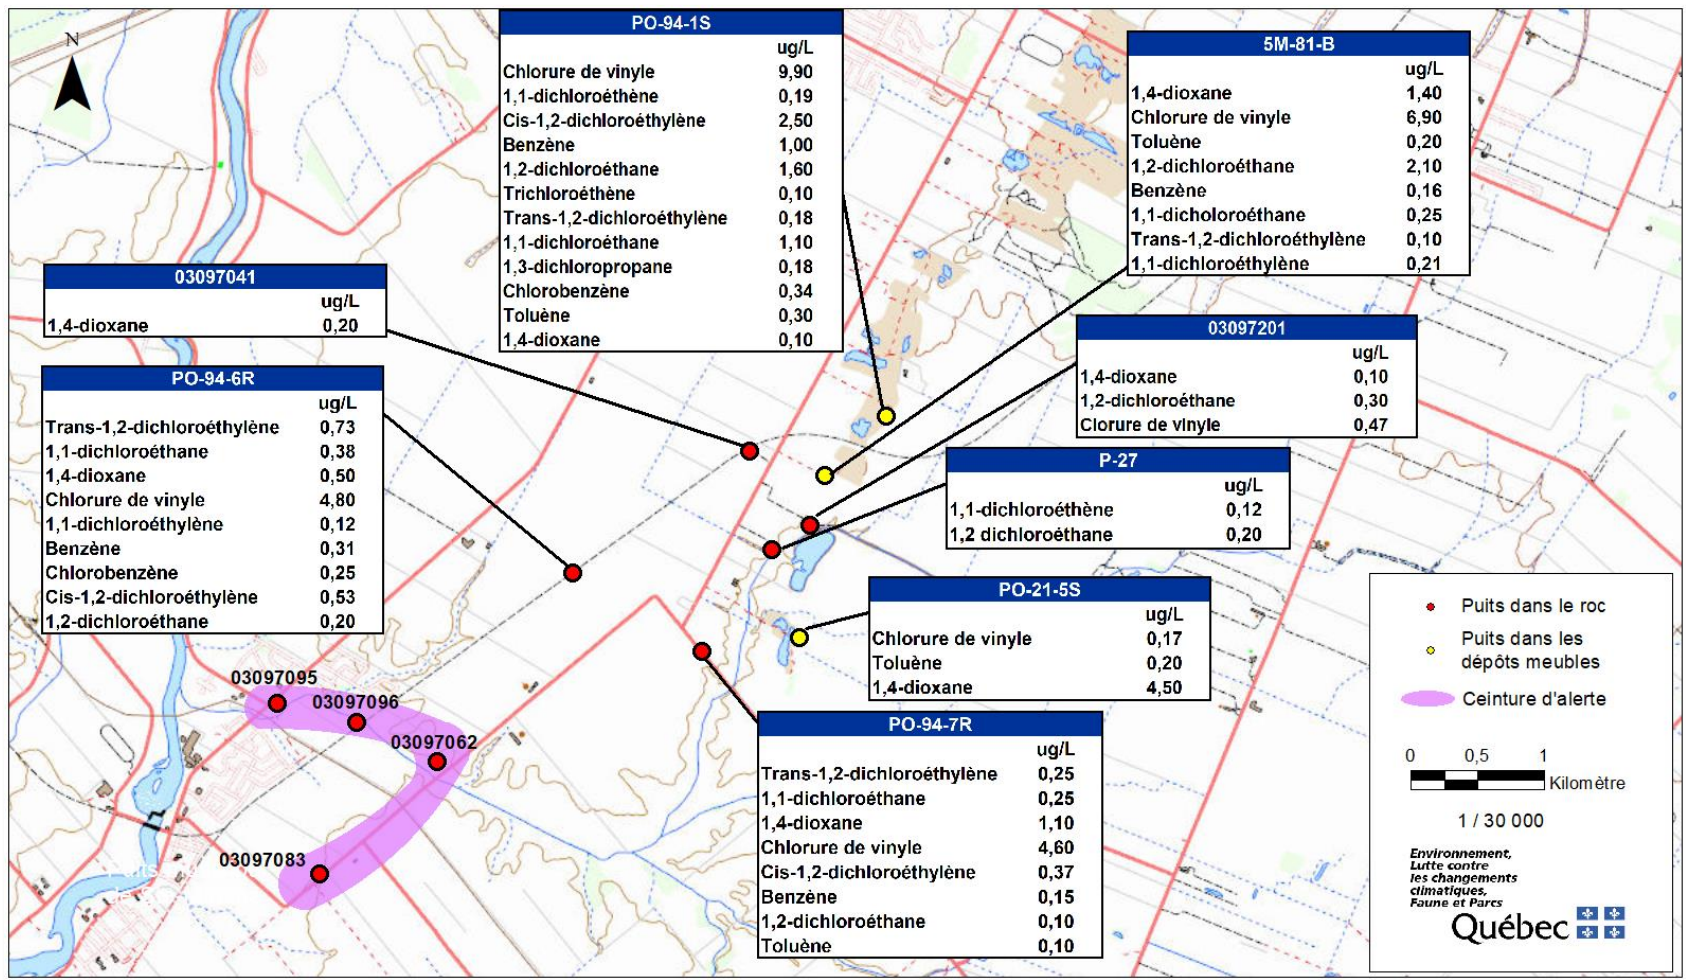 N
PO-94-1S
ug/L
Chlorure de vinyle 9,90
1,1-dichloroéthène 0,19
Cis-1,2-dichloroéthylène 2,50
Benzène 1,00
1,2-dichloroéthane 1,60
Trichloroéthène 0,10
Trans-1,2-dichloroéthylène 0,18
1,1-dichloroéthane 1,10
1,3-dichloropropane 0,18
Chlorobenzène 0,34
Toluène 0,30
1,4-dioxane 0,10
5M-81-B
ug/L
1,4-dioxane 1,40
Chlorure de vinyle 6,90
Toluène 0,20
1,2-dichloroéthane 2,10
Benzène 0,16
1,1-dicholoroéthane 0,25
Trans-1,2-dichloroéthylène 0,10
1,1-dichloroéthylène 0,21
03097041
ug/L
1,4-dioxane 0,20
03097201
ug/L
1,4-dioxane 0,10
1,2-dichloroéthane 0,30
Clorure de vinyle 0,47
PO-94-6R
ug/L
Trans-1,2-dichloroéthylène 0,73
1,1-dichloroéthane 0,38
1,4-dioxane 0,50
Chlorure de vinyle 4,80
1,1-dichloroéthylène 0,12
Benzène 0,31
Chlorobenzène 0,25
Cis-1,2-dichloroéthylène 0,53
1,2-dichloroéthane 0,20
P-27
ug/L
1,1-dichloroéthène 0,12
1,2 dichloroéthane 0,20
PO-21-5S
ug/L
Chlorure de vinyle 0,17
Toluène 0,20
1,4-dioxane 4,50
03097095
03097096
03097062
03097083
PO-94-7R
ug/L
Trans-1,2-dichloroéthylène 0,25
1,1-dichloroéthane 0,25
1,4-dioxane 1,10
Chlorure de vinyle 4,60
Cis-1,2-dichloroéthylène 0,37
Benzène 0,15
1,2-dichloroéthane 0,10
Toluène 0,10
Puits dans le roc
Puits dans les
dépôts meubles
Ceinture d'alerte
0 0,5 1
Kilomètre
1 / 30 000
Environnement,
Lutte contre
les changements
climatiques,
Faune et Parcs
Québec